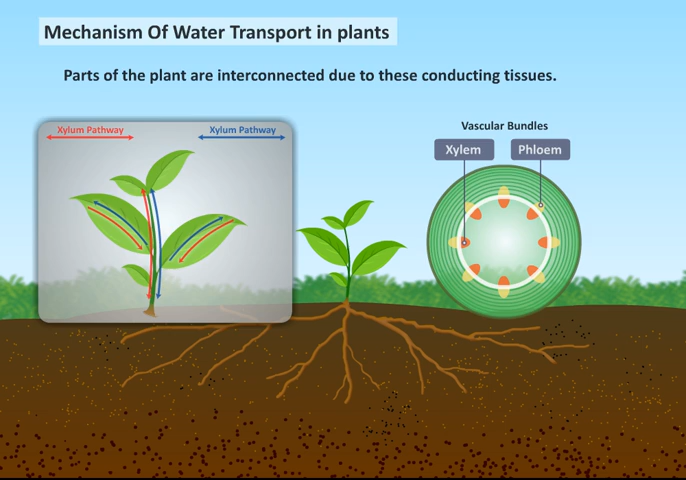 Mechanism Of Water Transport in plants
Parts of the plant are interconnected due to these conducting tissues.
Xylum Pathway
Xylum Pathway
Vascular Bundles
Xylem
Phloem